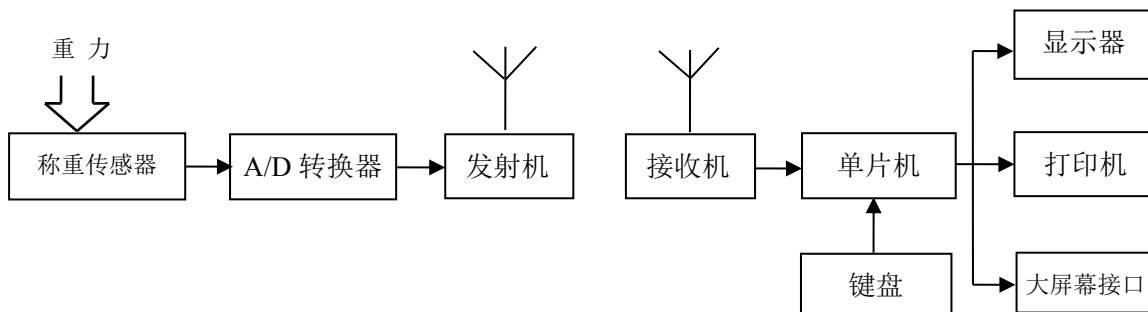 显示器
重 力
称重传感器
A/D 转换器
发射机
接收机
单片机
打印机
键盘
大屏幕接口